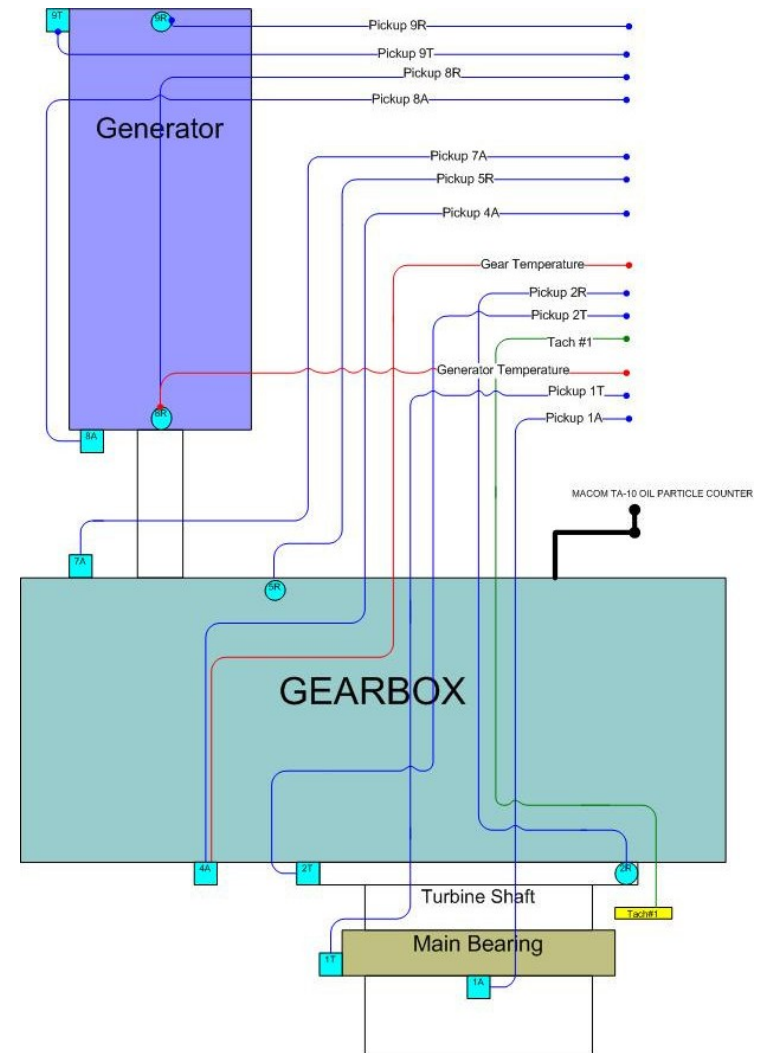 9T
9R
Pickup 9R
Pickup 9T
Pickup 8R
Pickup 8A
Generator
Pickup 7A
Pickup 5R
Pickup 4A
Gear Temperature
Pickup 2R
Pickup 2T
Tach #1
Generator Temperature
Pickup 1T
Pickup 1A
8R
8A
MACOM TA-10 OIL PARTICLE COUNTER
7A
5R
GEARBOX
4A
2T
2R
Turbine Shaft
Tach#1
Main Bearing
1T
1A